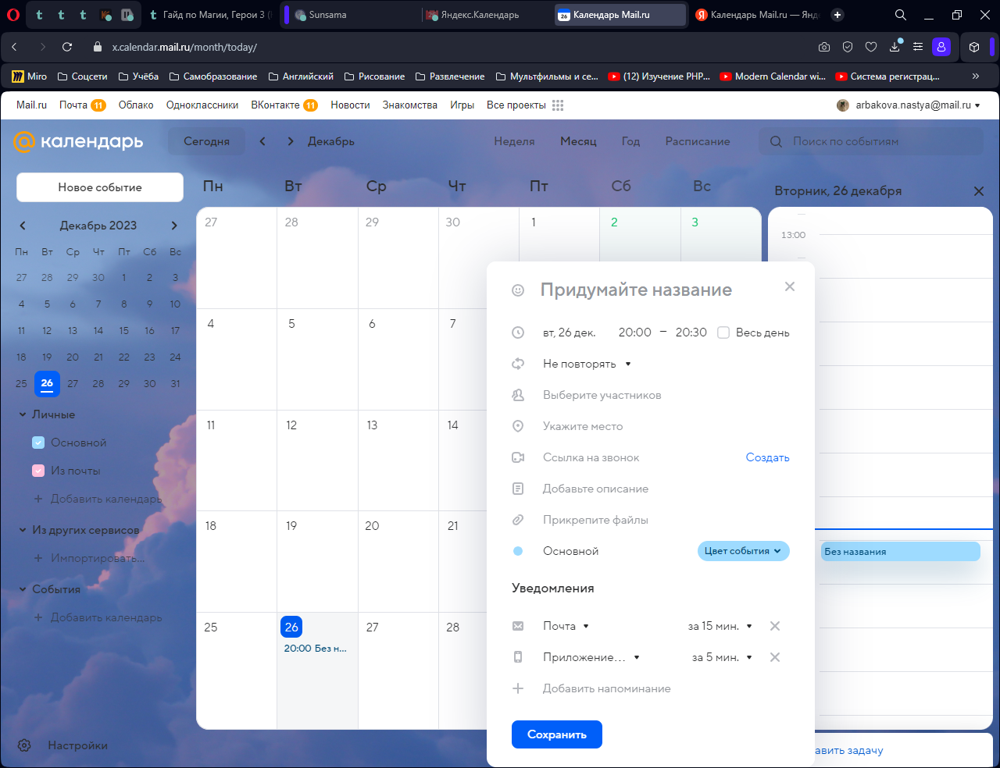 Гайд по Магии, Герои 3 (
Sunsama
Яндекс.Календарь
Календарь Mail.ru
Календарь Mail.ru — Янд
x.calendar.mail.ru/month/today/
Miro Соцсети Учёба Самобразование Английский Рисование Развлечение Мультфильмы и се... (12) Изучение PHP... Modern Calendar wi... Система регистрац...
Mail.ru Почта 11 Облако Одноклассники ВКонтакте 11 Новости Знакомства Игры Все проекты arbakova.nastya@mail.ru
календарь Сегодня Декабрь Неделя Месяц Год Расписание Поиск по событиям
Новое событие
Декабрь 2023
Пн Вт Ср Чт Пт Сб Вс
27 28 29 30 1 2 3
4 5 6 7 8 9 10
11 12 13 14 15 16 17
18 19 20 21 22 23 24
25 26 27 28 29 30 31
Личные
Основной
Из почты
Добавить календарь
Из других сервисов
Импортировать...
События
Добавить календарь
Настройки
Пн Вт Ср Чт Пт Сб Вс
27 28 29 30 1 2 3
4 5 6 7
11 12 13 14
18 19 20 21
25 26 27 28
20:00 Без н...
Придумайте название
вт, 26 дек. 20:00 – 20:30 Весь день
Не повторять
Выберите участников
Укажите место
Ссылка на звонок Создать
Добавьте описание
Прикрепите файлы
Основной Цвет события
Уведомления
Почта за 15 мин.
Приложение... за 5 мин.
Добавить напоминание
Сохранить
Вторник, 26 декабря
13:00
Без названия
авить задачу